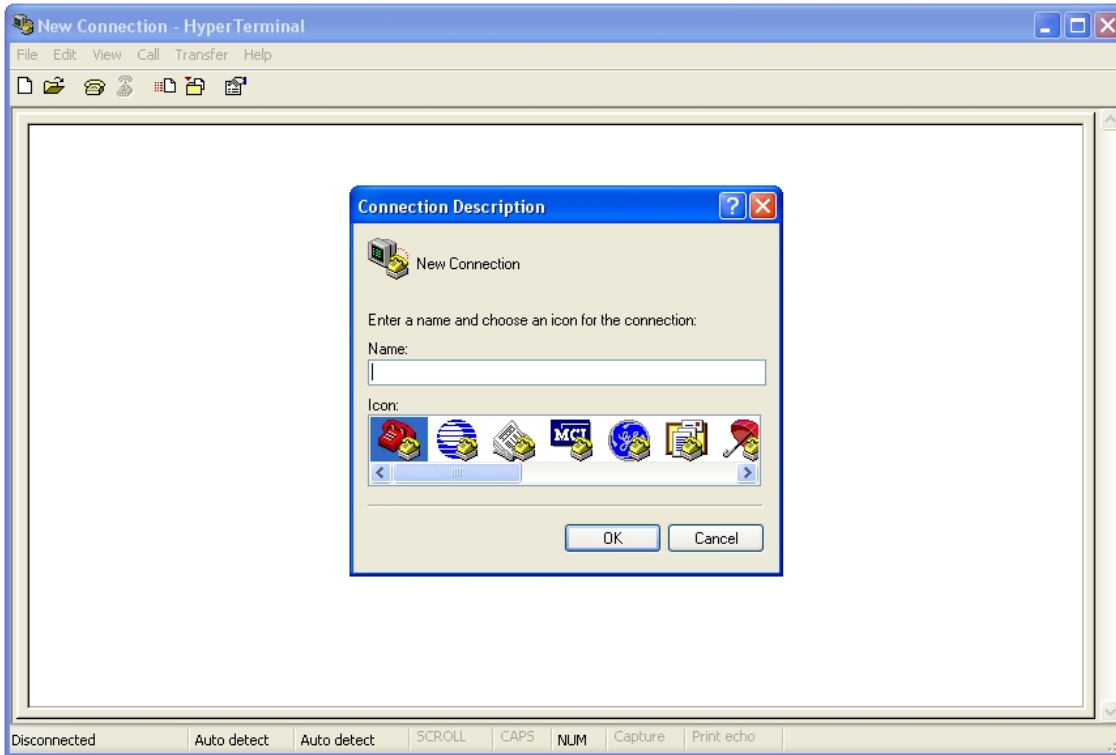 New Connection - HyperTerminal
File Edit View Call Transfer Help
Connection Description
?
New Connection
Enter a name and choose an icon for the connection:
Name:
Icon:
MCI
OK Cancel
Disconnected Auto detect Auto detect SCROLL CAPS NUM Capture Print echo